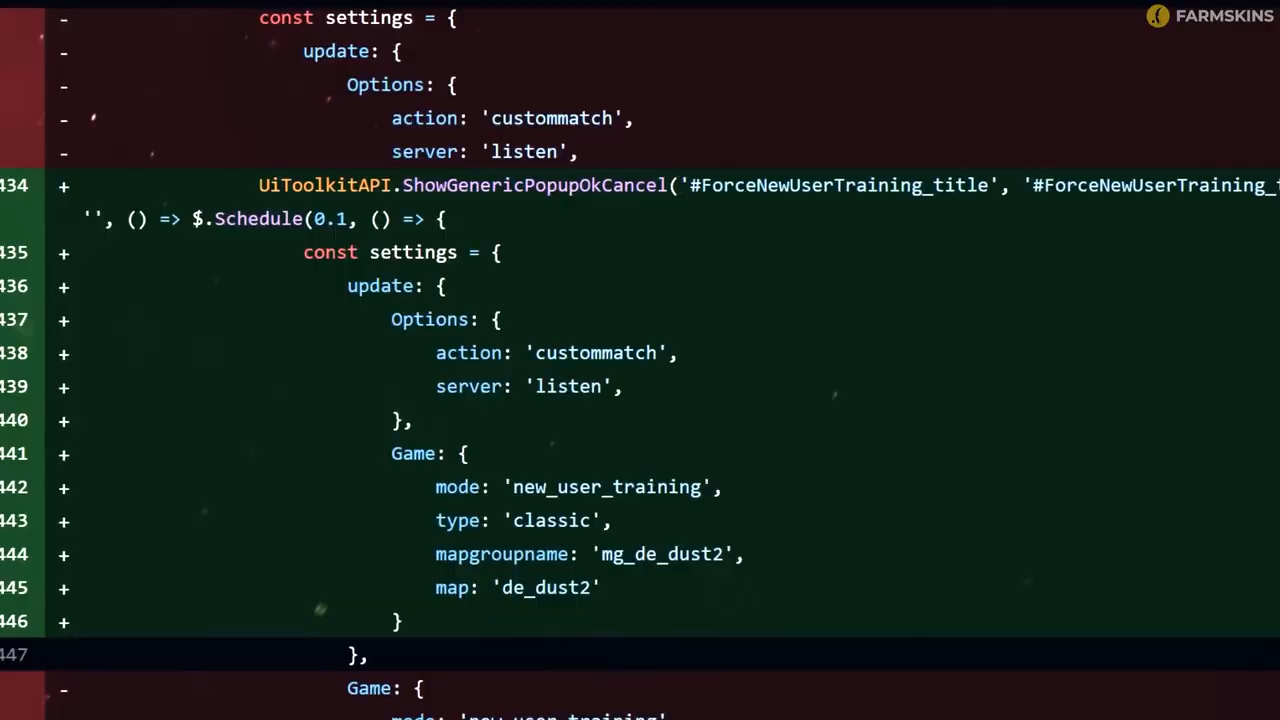 FARMSKINS
- const settings = {
- update: {
- Options: {
- action: 'custommatch',
- server: 'listen',
434 + UiToolkitAPI.ShowGenericPopupOkCancel('#ForceNewUserTraining_title', '#ForceNewUserTraining_
'', () => $.Schedule(0.1, () => {
435 + const settings = {
436 + update: {
437 + Options: {
438 + action: 'custommatch',
439 + server: 'listen',
440 + },
441 + Game: {
442 + mode: 'new_user_training',
443 + type: 'classic',
444 + mapgroupname: 'mg_de_dust2',
445 + map: 'de_dust2'
446 + }
447 },
- Game: {
mode: 'new_user_training'